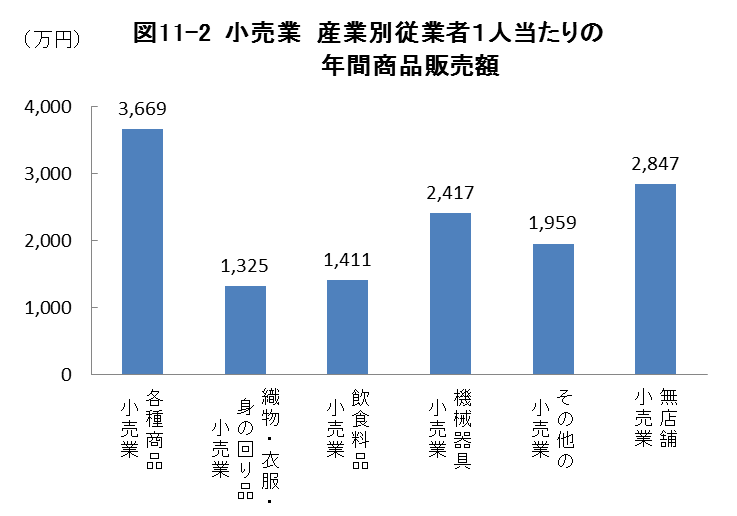 図11-2 小売業 産業別従業者1人当たりの
年間商品販売額
(万円)
4,000
3,000
2,000
1,000
0
3,669
1,325
1,411
2,417
1,959
2,847
各種商品
小売業
織物・衣服・
身の回り品
小売業
飲食料品
小売業
機械器具
小売業
その他の
小売業
無店舗
小売業